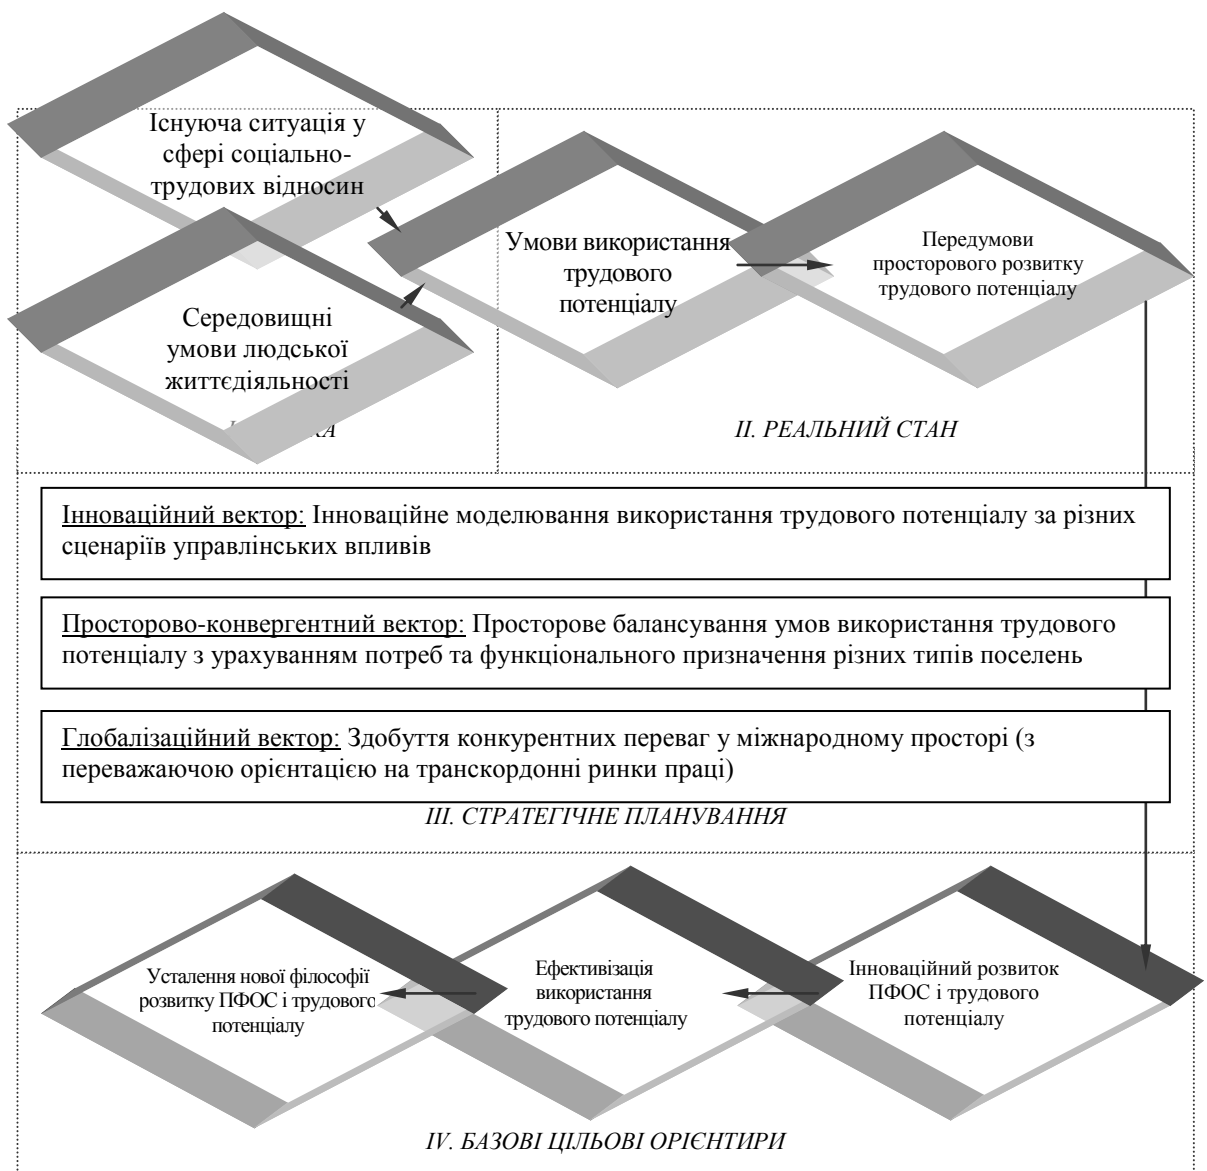 Існуюча ситуація у
сфері соціально-
трудових відносин
Середовищні
умови людської
життєдіяльності
Умови використання
трудового
потенціалу
Передумови
просторового розвитку
трудового потенціалу
ІІ. РЕАЛЬНИЙ СТАН
Інноваційний вектор: Інноваційне моделювання використання трудового потенціалу за різних
сценаріїв управлінських впливів
Просторово-конвергентний вектор: Просторове балансування умов використання трудового
потенціалу з урахуванням потреб та функціонального призначення різних типів поселень
Глобалізаційний вектор: Здобуття конкурентних переваг у міжнародному просторі (з
переважаючою орієнтацією на транскордонні ринки праці)
ІІІ. СТРАТЕГІЧНЕ ПЛАНУВАННЯ
Усталення нової філософії
розвитку ПФОС і трудового
потенціалу
Ефективізація
використання
трудового потенціалу
Інноваційний розвиток
ПФОС і трудового
потенціалу
IV. БАЗОВІ ЦІЛЬОВІ ОРІЄНТИРИ